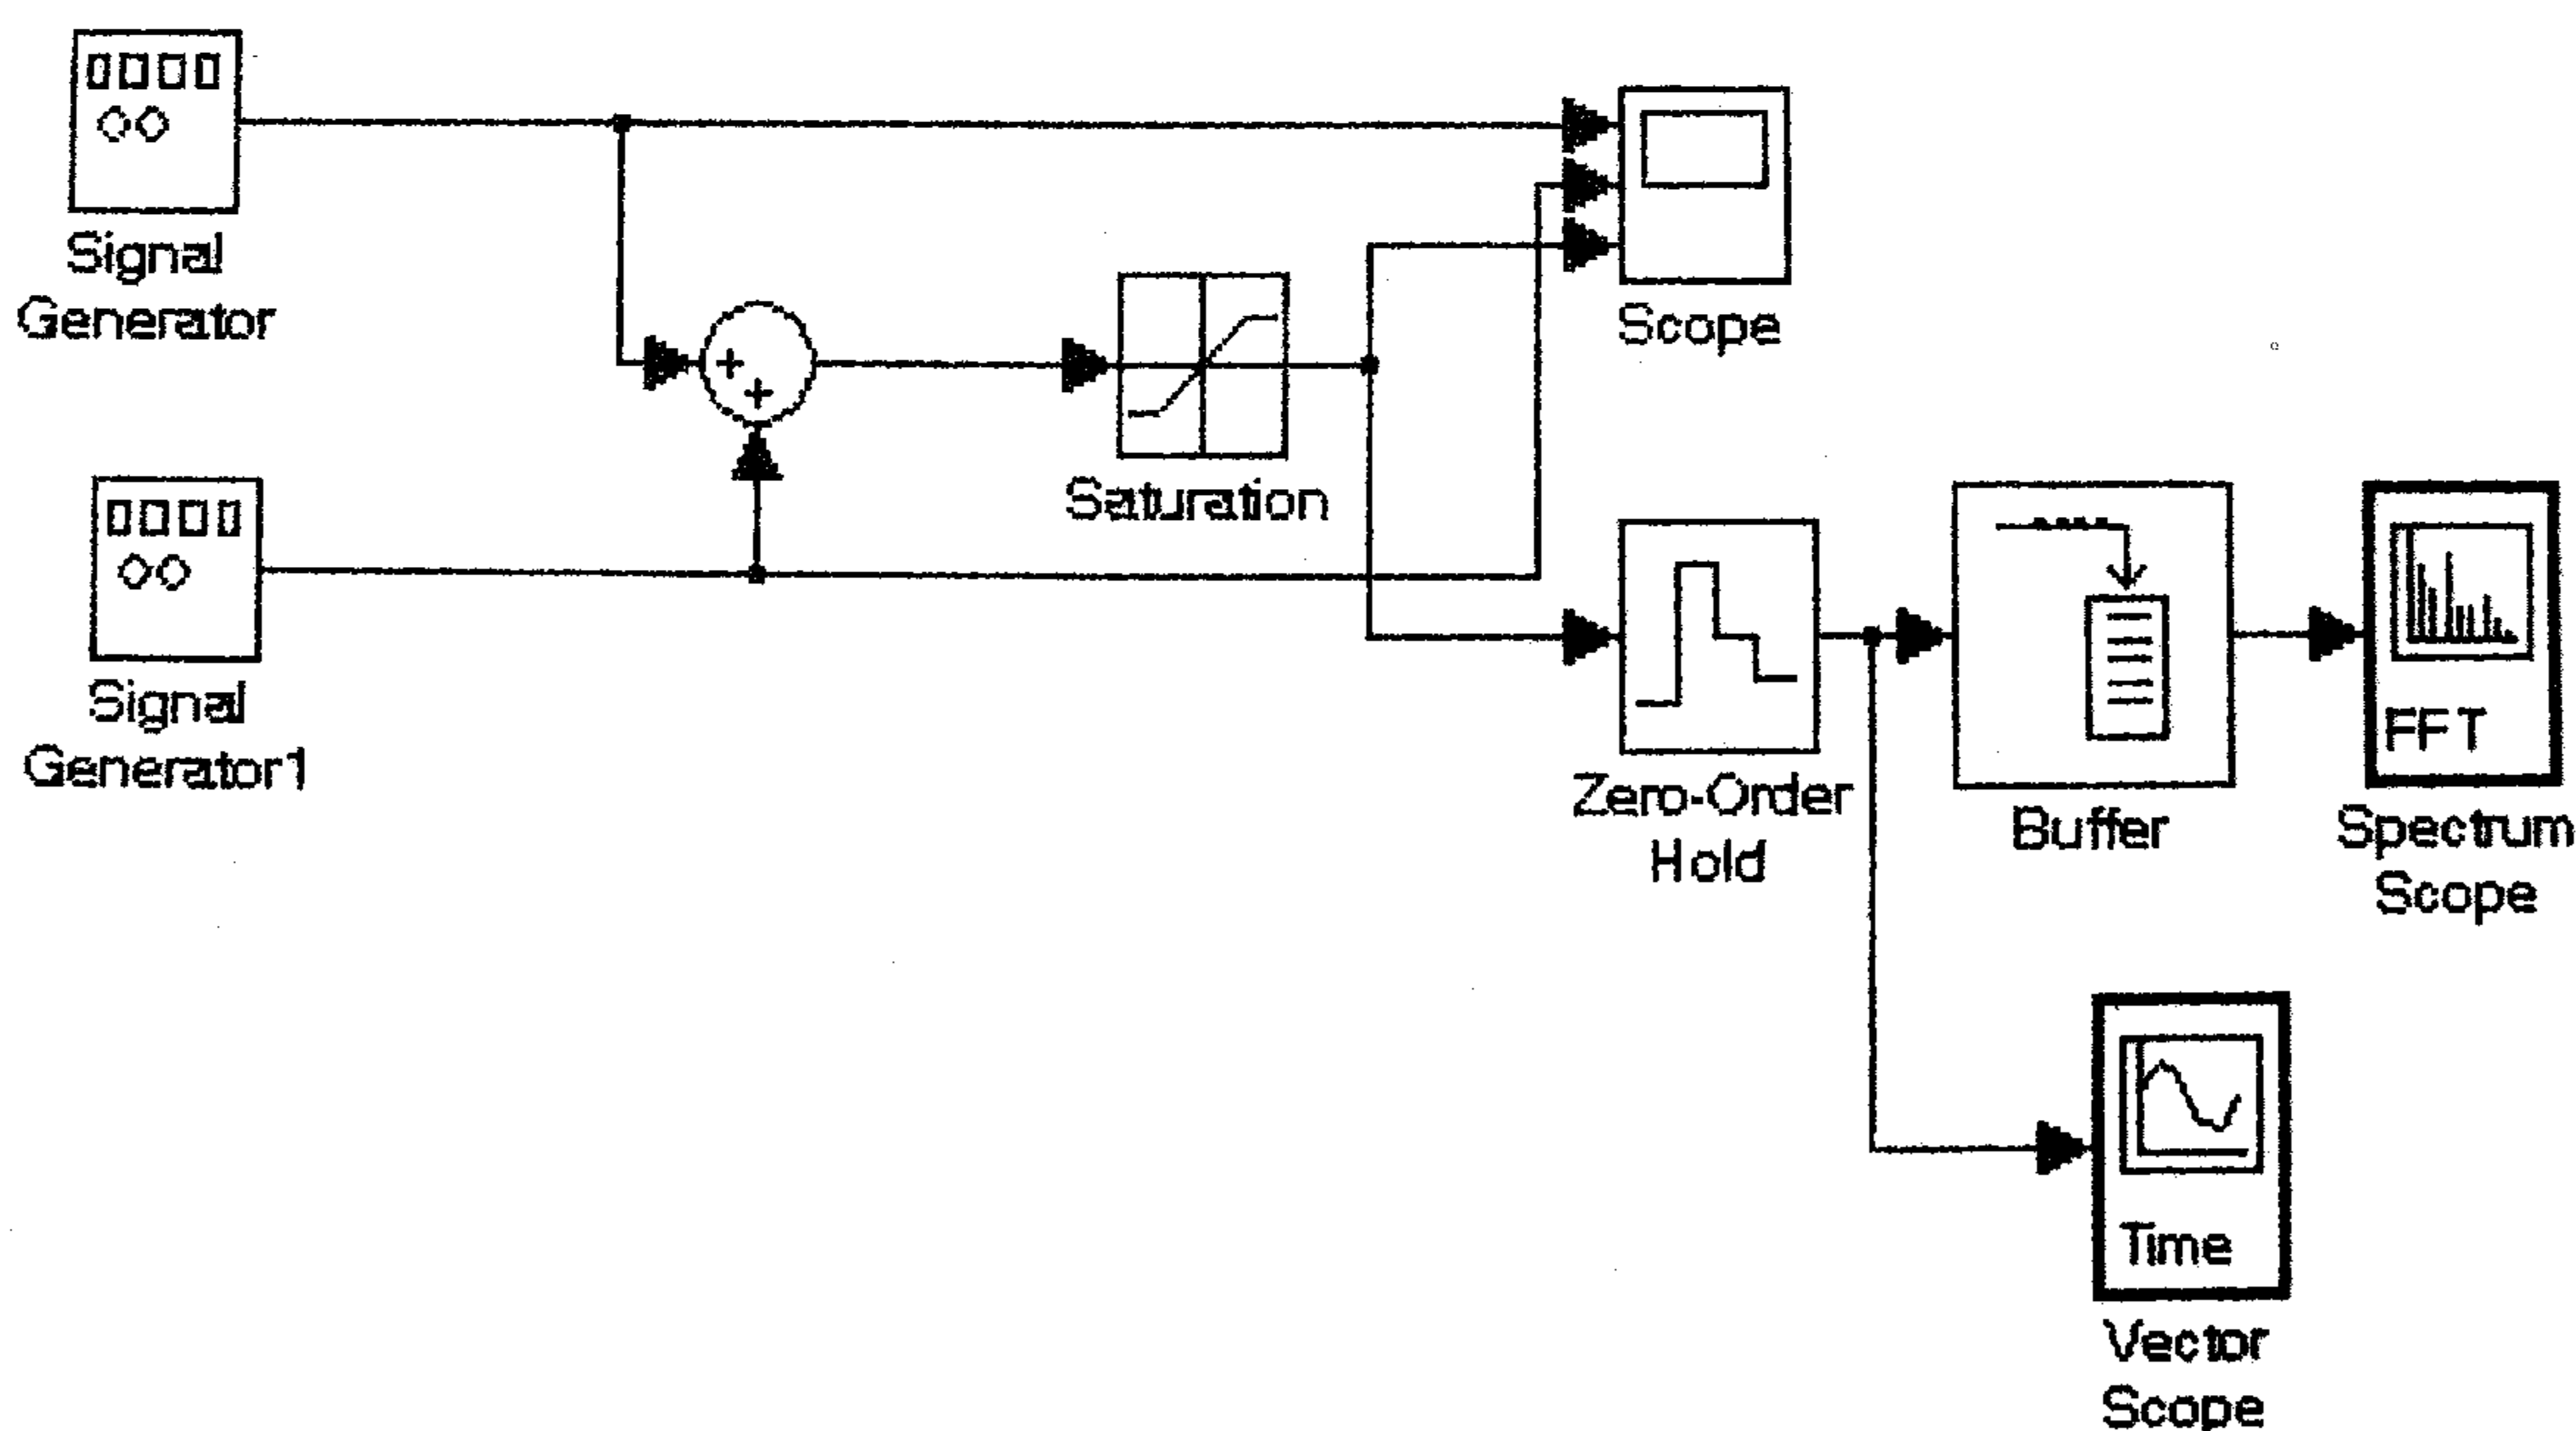 Signal
Generator
+
+
Saturation
Scope
Signal
Generator1
Zero-Order
Hold
Buffer
FFT
Spectrum
Scope
Time
Vector
Scope